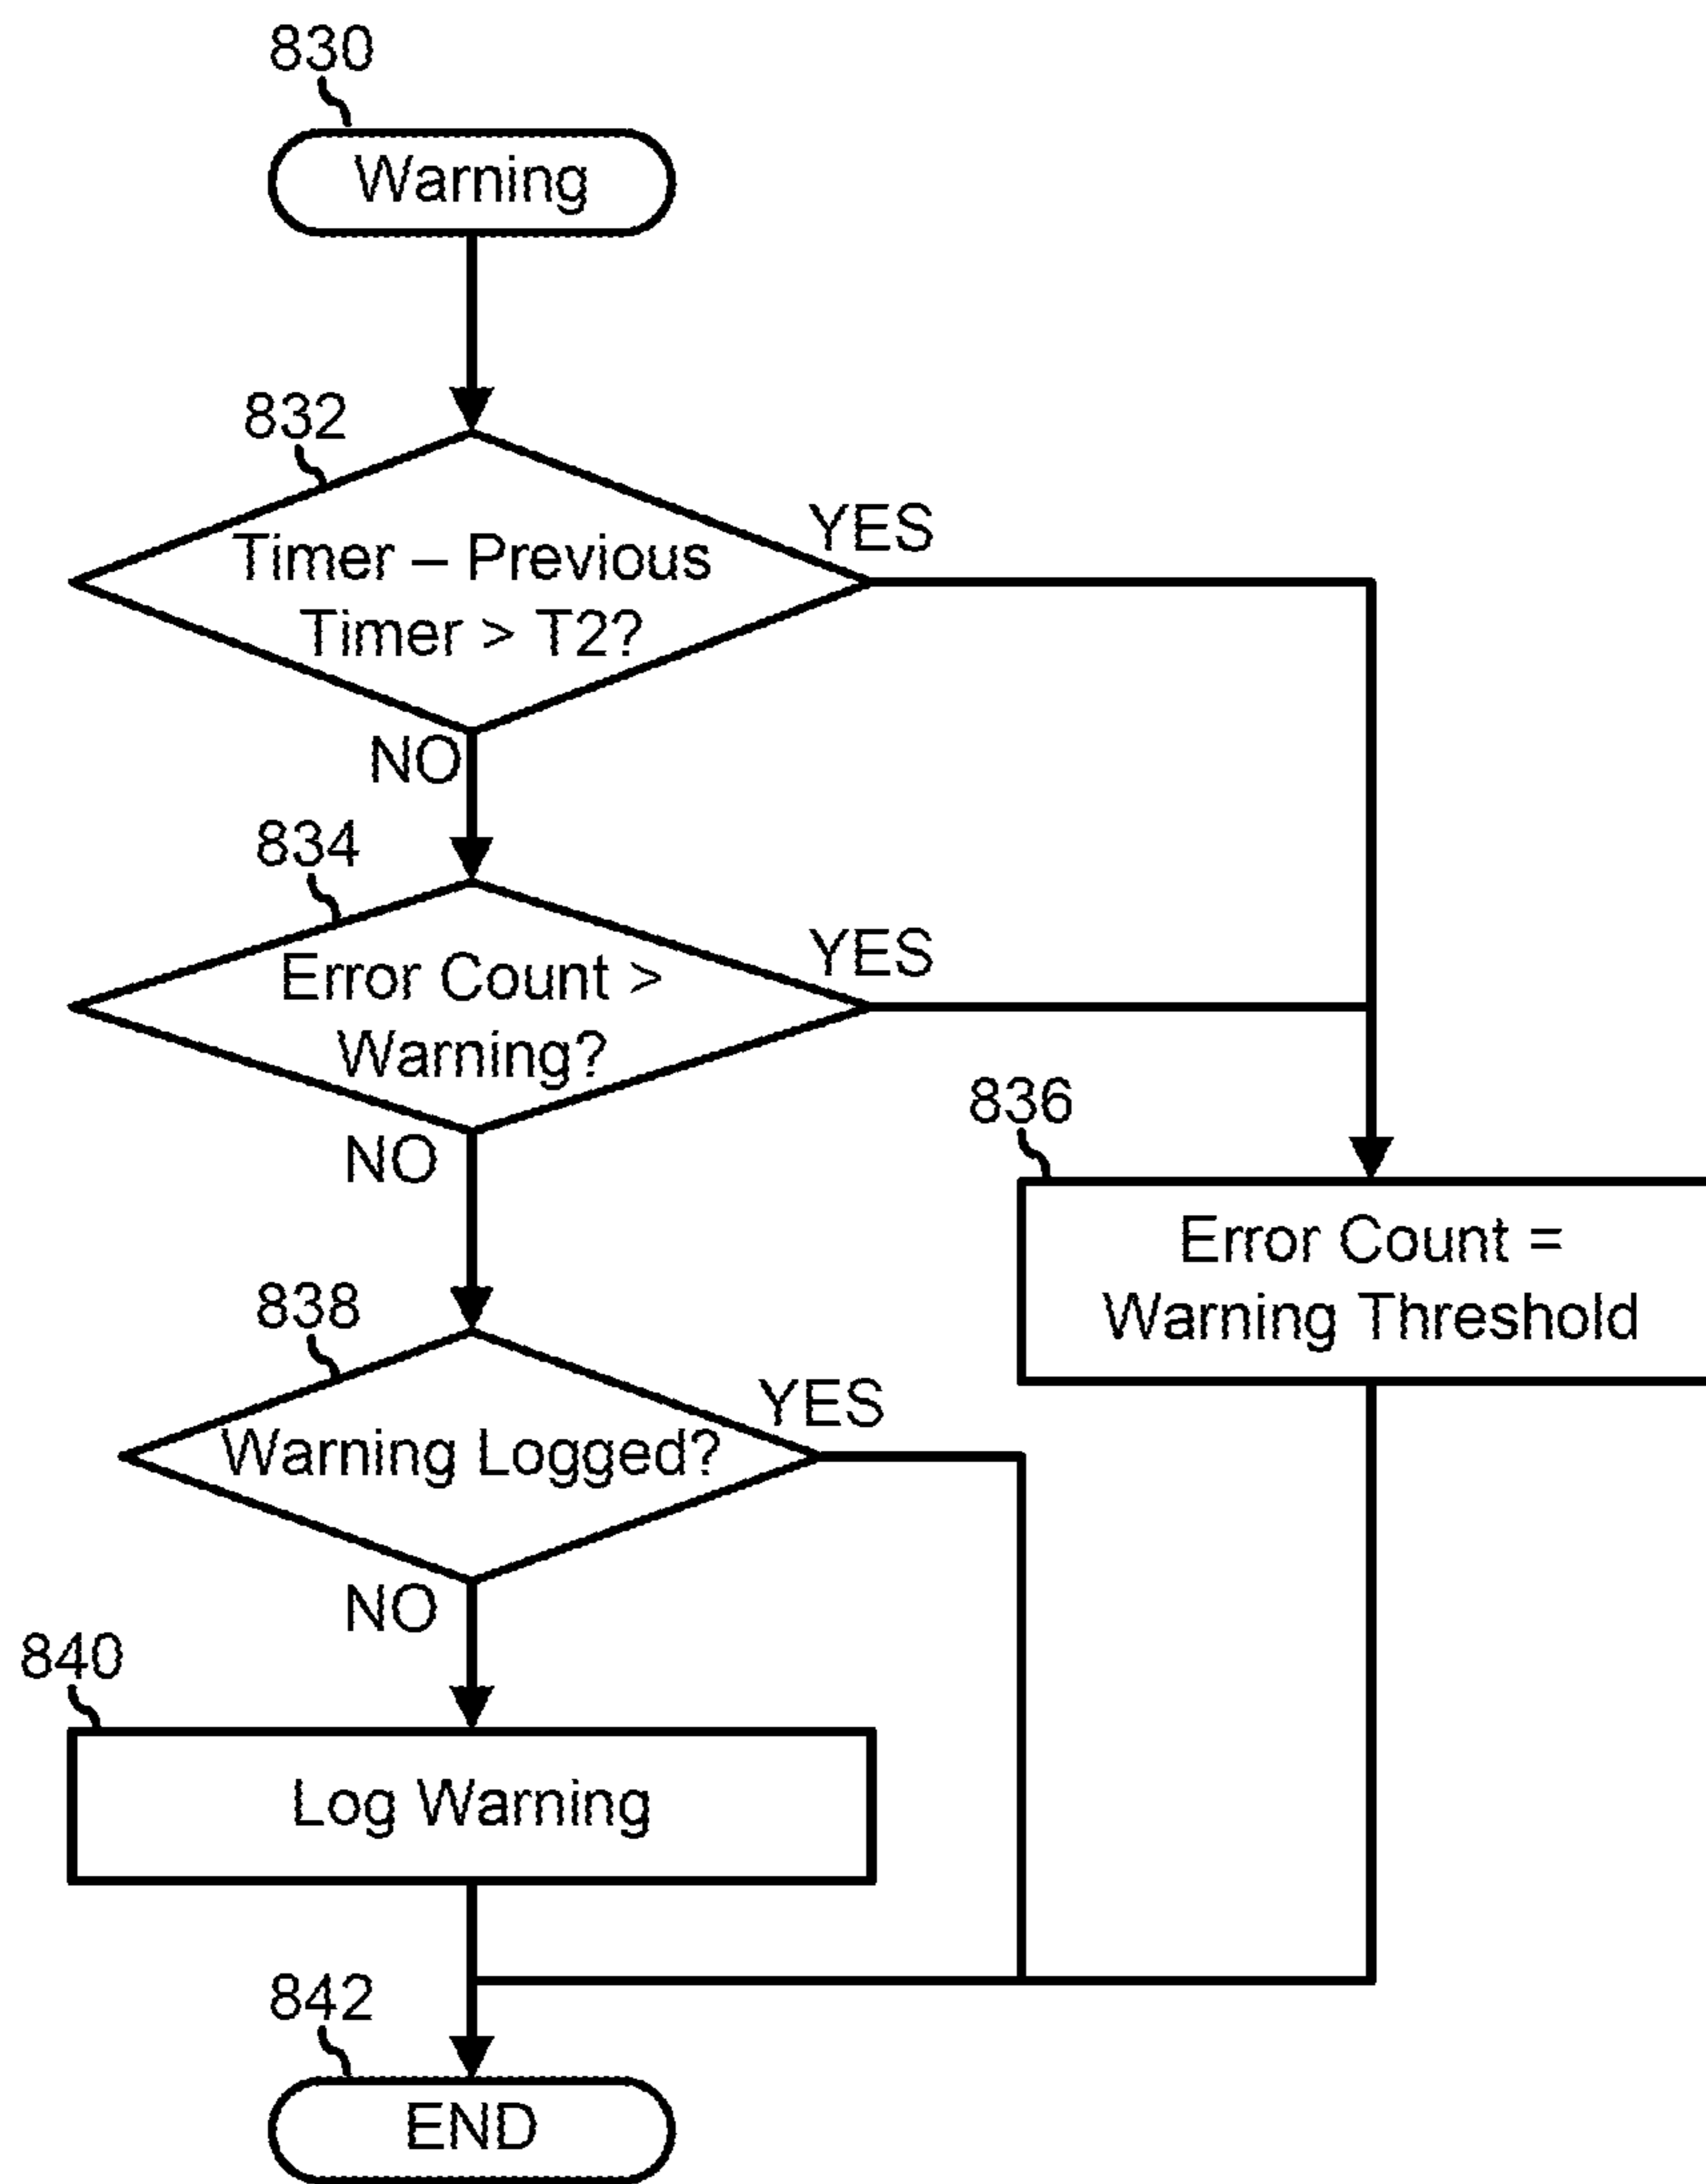 830
Warning
832
Timer – Previous
Timer > T2?
YES
NO
834
Error Count >
Warning?
YES
NO
836
Error Count =
Warning Threshold
838
Warning Logged?
YES
NO
840
Log Warning
842
END